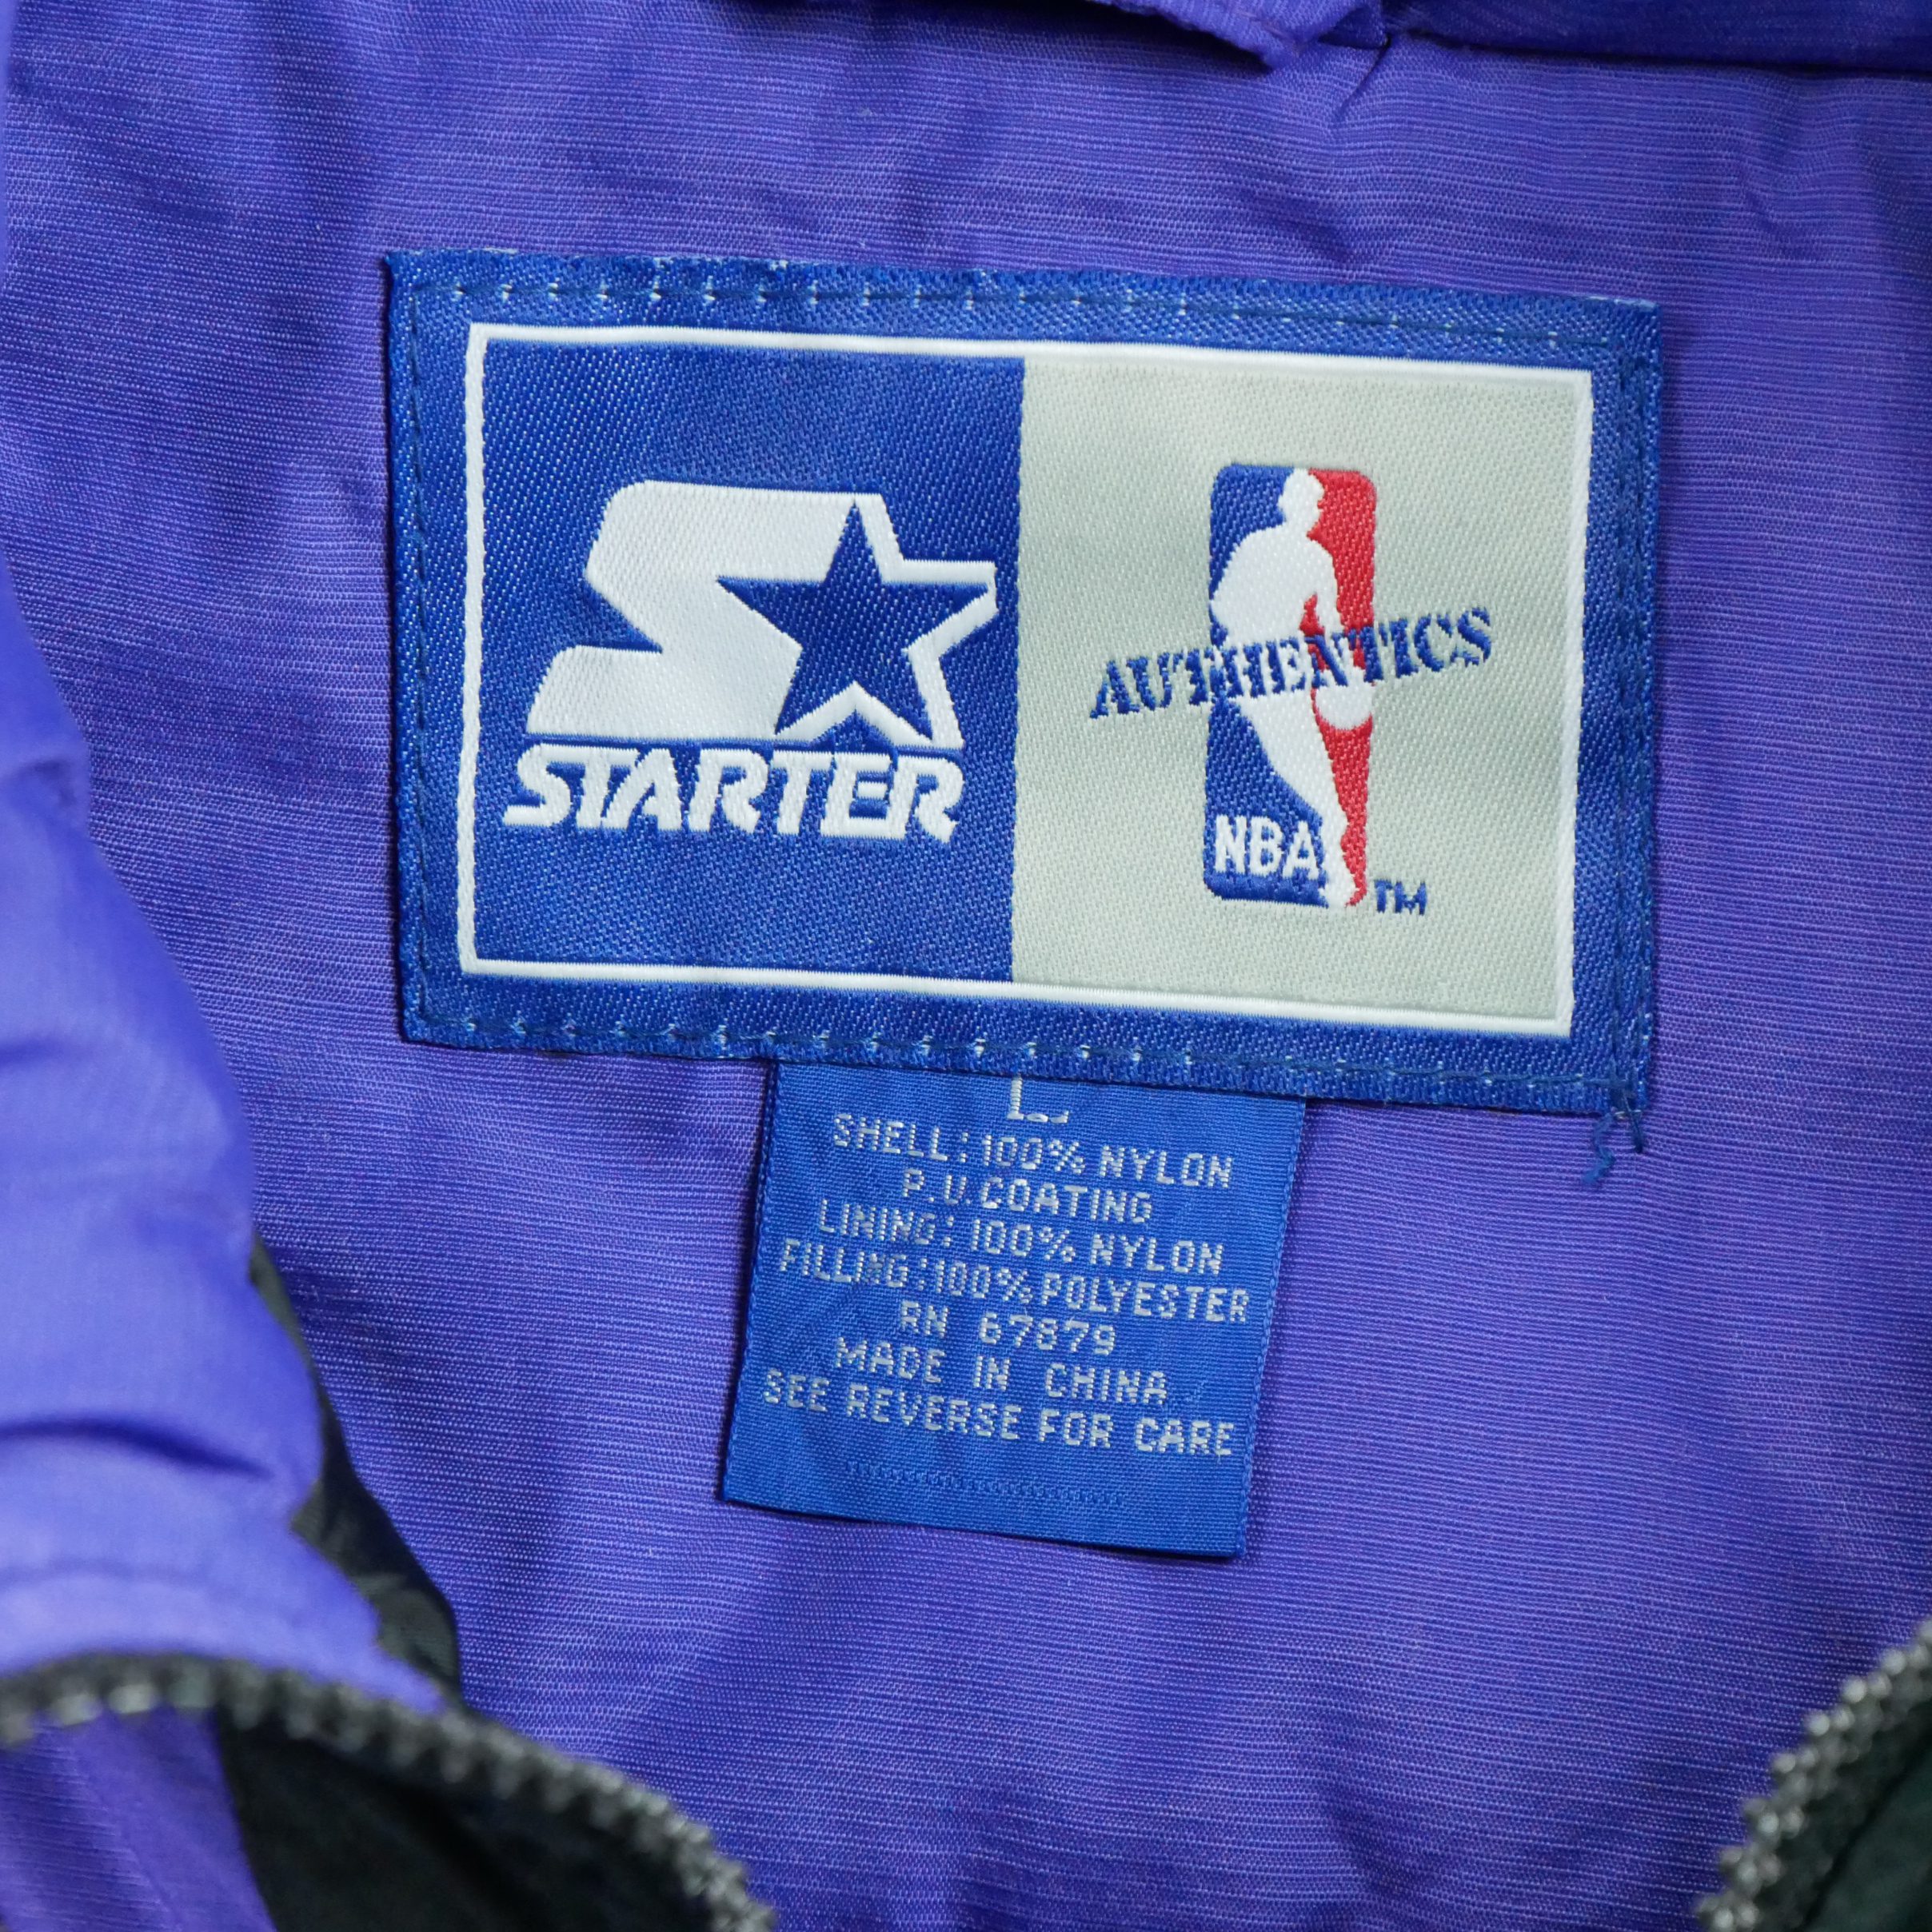 STARTER
AUTHENTICS
NBA
TM
L
SHELL: 100% NYLON
P.U. COATING
LINING: 100% NYLON
FILLING: 100% POLYESTER
RN 67879
MADE IN CHINA
SEE REVERSE FOR CARE